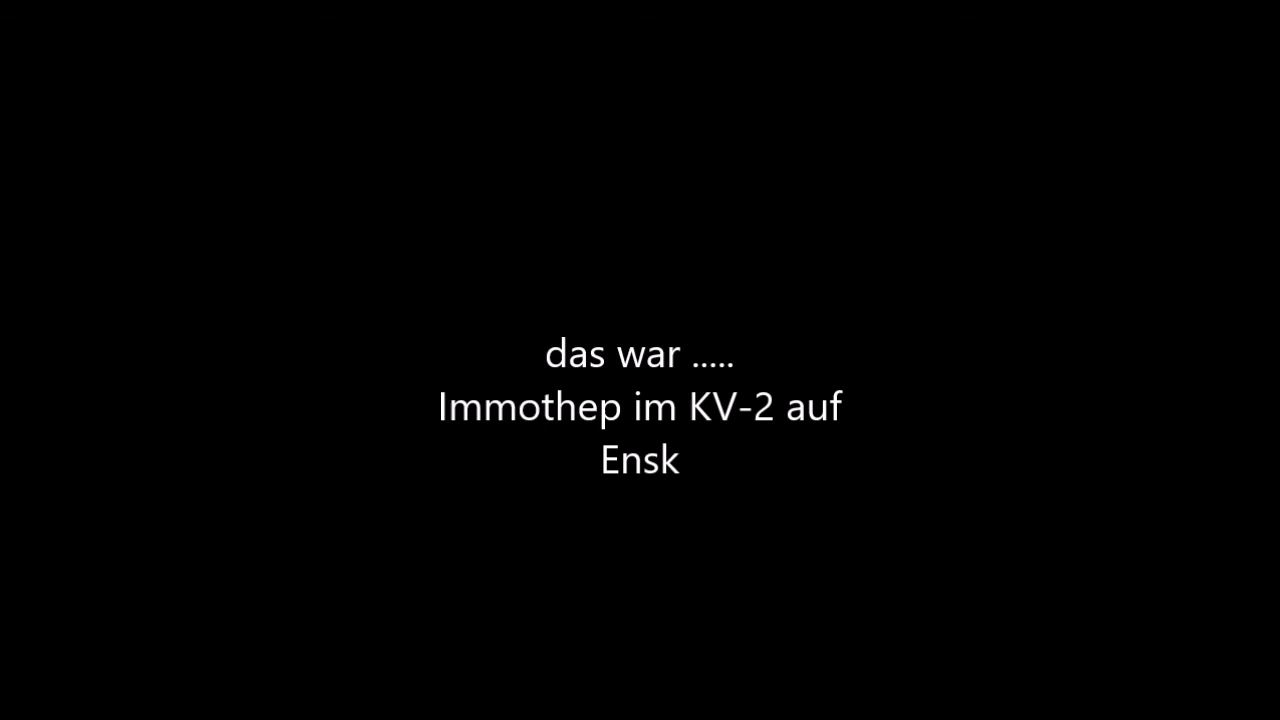 das war .....
Immothep im KV-2 auf
Ensk